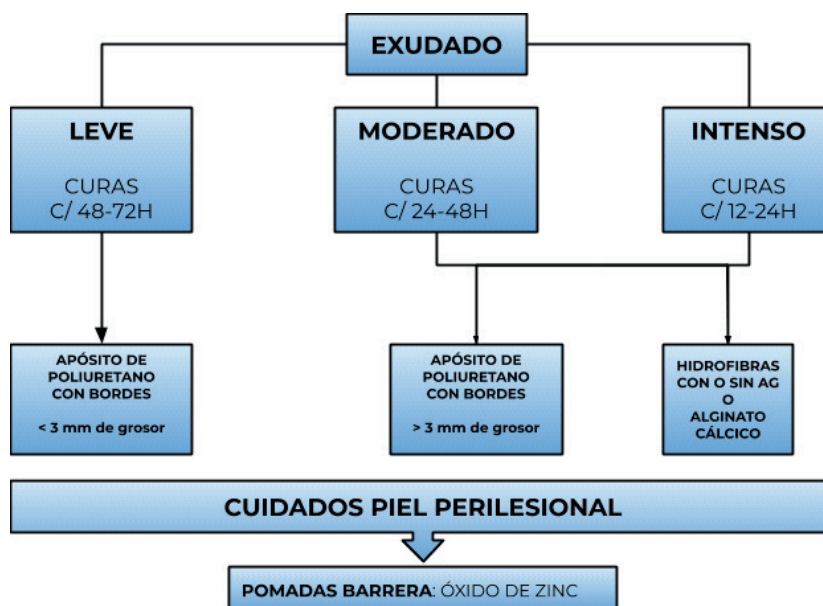 EXUDADO
LEVE
CURAS
C/ 48-72H
MODERADO
CURAS
C/ 24-48H
INTENSO
CURAS
C/ 12-24H
APÓSITO DE
POLIURETANO
CON BORDES
< 3 mm de grosor
APÓSITO DE
POLIURETANO
CON BORDES
> 3 mm de grosor
HIDROFIBRAS
CON O SIN AG
O
ALGINATO
CÁLCICO
CUIDADOS PIEL PERILESIONAL
POMADAS BARRERA: ÓXIDO DE ZINC